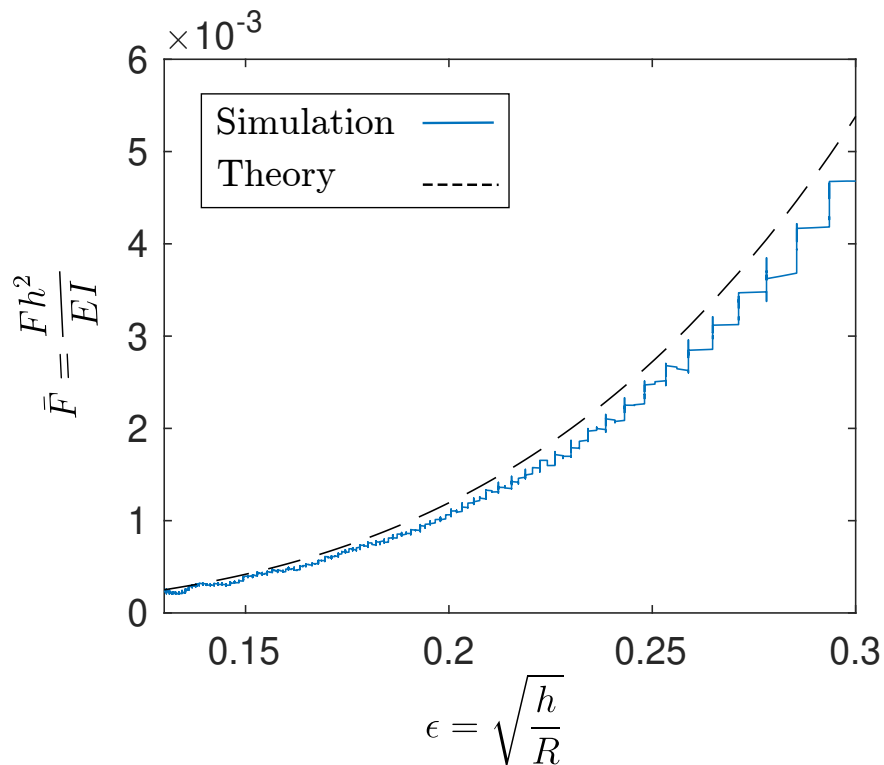 ×10⁻³
6
5
4
3
2
1
0
Simulation
Theory
F̄ = Fh²/EI
0.15 0.2 0.25 0.3
ϵ = √(h/R)